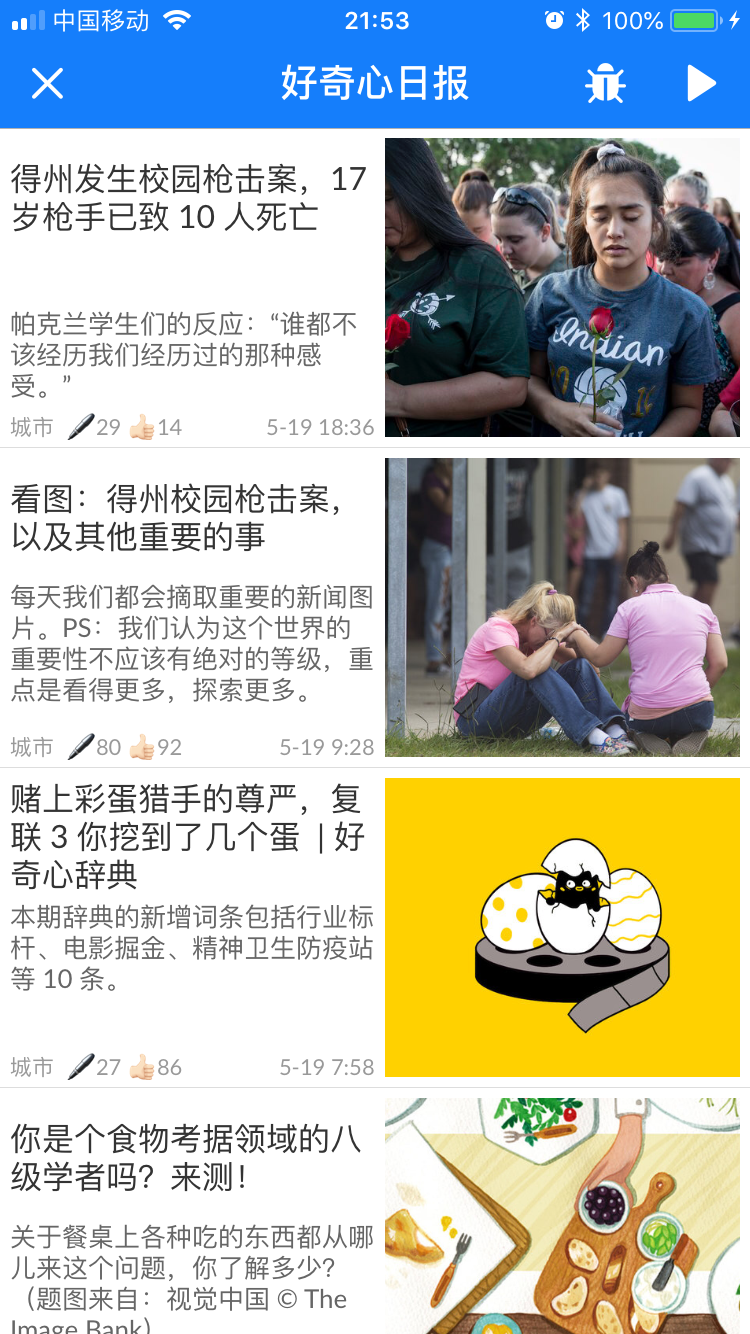 中国移动 21:53 100%
好奇心日报
得州发生校园枪击案，17
岁枪手已致 10 人死亡
帕克兰学生们的反应：“谁都不
该经历我们经历过的那种感
受。”
城市 29 14 5-19 18:36
Indian
看图：得州校园枪击案，
以及其他重要的事
每天我们都会摘取重要的新闻图
片。PS：我们认为这个世界的
重要性不应该有绝对的等级，重
点是看得更多，探索更多。
城市 80 92 5-19 9:28
赌上彩蛋猎手的尊严，复
联 3 你挖到了几个蛋 ｜好
奇心辞典
本期辞典的新增词条包括行业标
杆、电影掘金、精神卫生防疫站
等 10 条。
城市 27 86 5-19 7:58
你是个食物考据领域的八
级学者吗？来测！
关于餐桌上各种吃的东西都从哪
儿来这个问题，你了解多少？
（题图来自：视觉中国 © The
Image Bank）